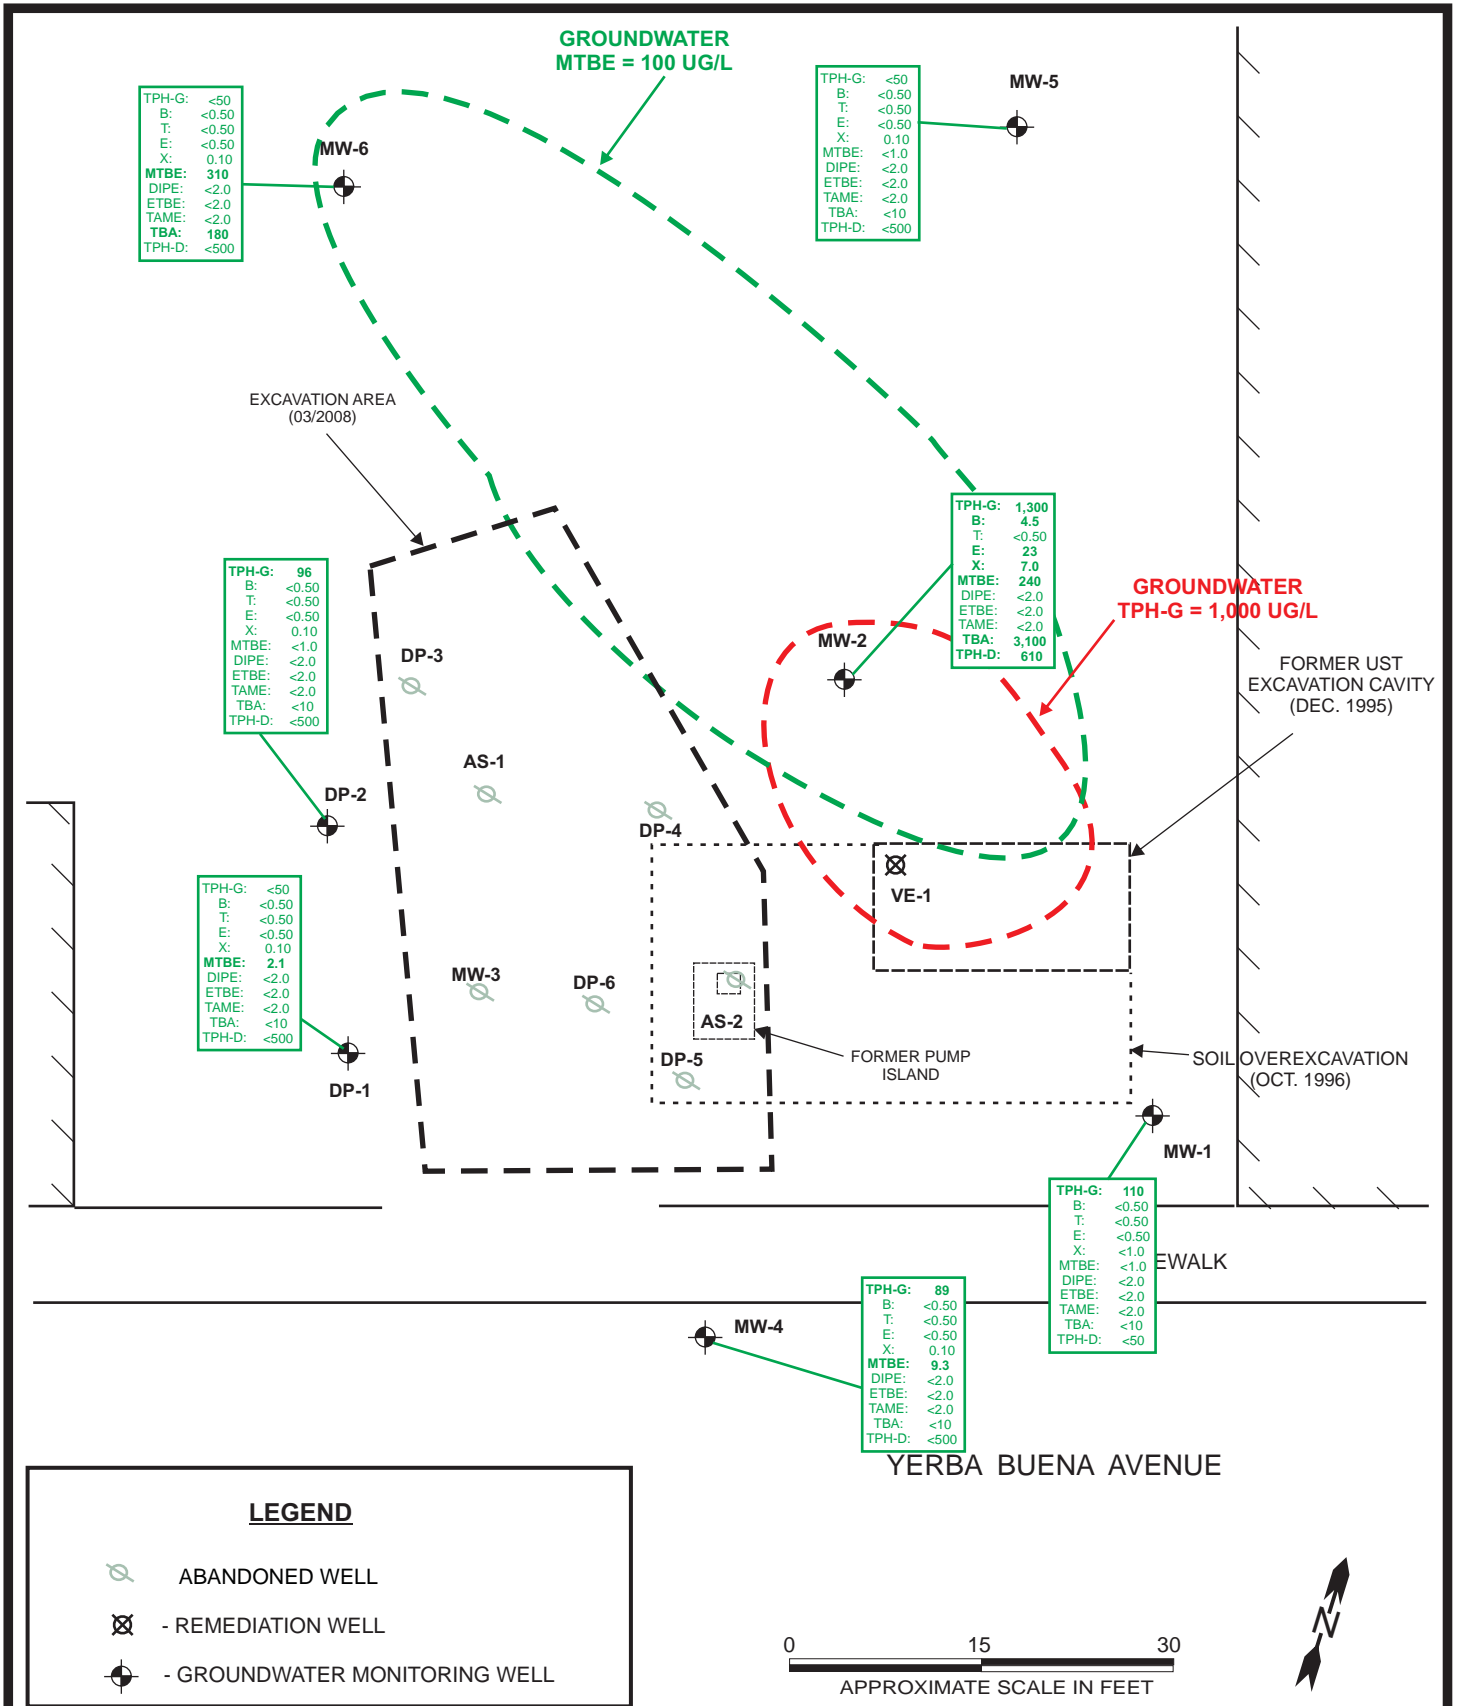 GROUNDWATER
MTBE = 100 UG/L
TPH-G: <50
B: <0.50
T: <0.50
E: <0.50
X: 0.10
MTBE: 310
DIPE: <2.0
ETBE: <2.0
TAME: <2.0
TBA: 180
TPH-D: <500
MW-6
TPH-G: <50
B: <0.50
T: <0.50
E: <0.50
X: 0.10
MTBE: <1.0
DIPE: <2.0
ETBE: <2.0
TAME: <2.0
TBA: <10
TPH-D: <500
MW-5
EXCAVATION AREA
(03/2008)
TPH-G: 1,300
B: 4.5
T: <0.50
E: 23
X: 7.0
MTBE: 240
DIPE: <2.0
ETBE: <2.0
TAME: <2.0
TBA: 3,100
TPH-D: 610
MW-2
GROUNDWATER
TPH-G = 1,000 UG/L
TPH-G: 96
B: <0.50
T: <0.50
E: <0.50
X: 0.10
MTBE: <1.0
DIPE: <2.0
ETBE: <2.0
TAME: <2.0
TBA: <10
TPH-D: <500
DP-3
FORMER UST
EXCAVATION CAVITY
(DEC. 1995)
AS-1
DP-2
DP-4
VE-1
TPH-G: <50
B: <0.50
T: <0.50
E: <0.50
X: 0.10
MTBE: 2.1
DIPE: <2.0
ETBE: <2.0
TAME: <2.0
TBA: <10
TPH-D: <500
MW-3
DP-6
AS-2
DP-5
FORMER PUMP
ISLAND
SOIL OVEREXCAVATION
(OCT. 1996)
DP-1
MW-1
TPH-G: 110
B: <0.50
T: <0.50
E: <0.50
X: <1.0
MTBE: <1.0
DIPE: <2.0
ETBE: <2.0
TAME: <2.0
TBA: <10
TPH-D: <50
EWALK
MW-4
TPH-G: 89
B: <0.50
T: <0.50
E: <0.50
X: 0.10
MTBE: 9.3
DIPE: <2.0
ETBE: <2.0
TAME: <2.0
TBA: <10
TPH-D: <500
YERBA BUENA AVENUE
LEGEND
ABANDONED WELL
- REMEDIATION WELL
- GROUNDWATER MONITORING WELL
0 15 30
APPROXIMATE SCALE IN FEET
N